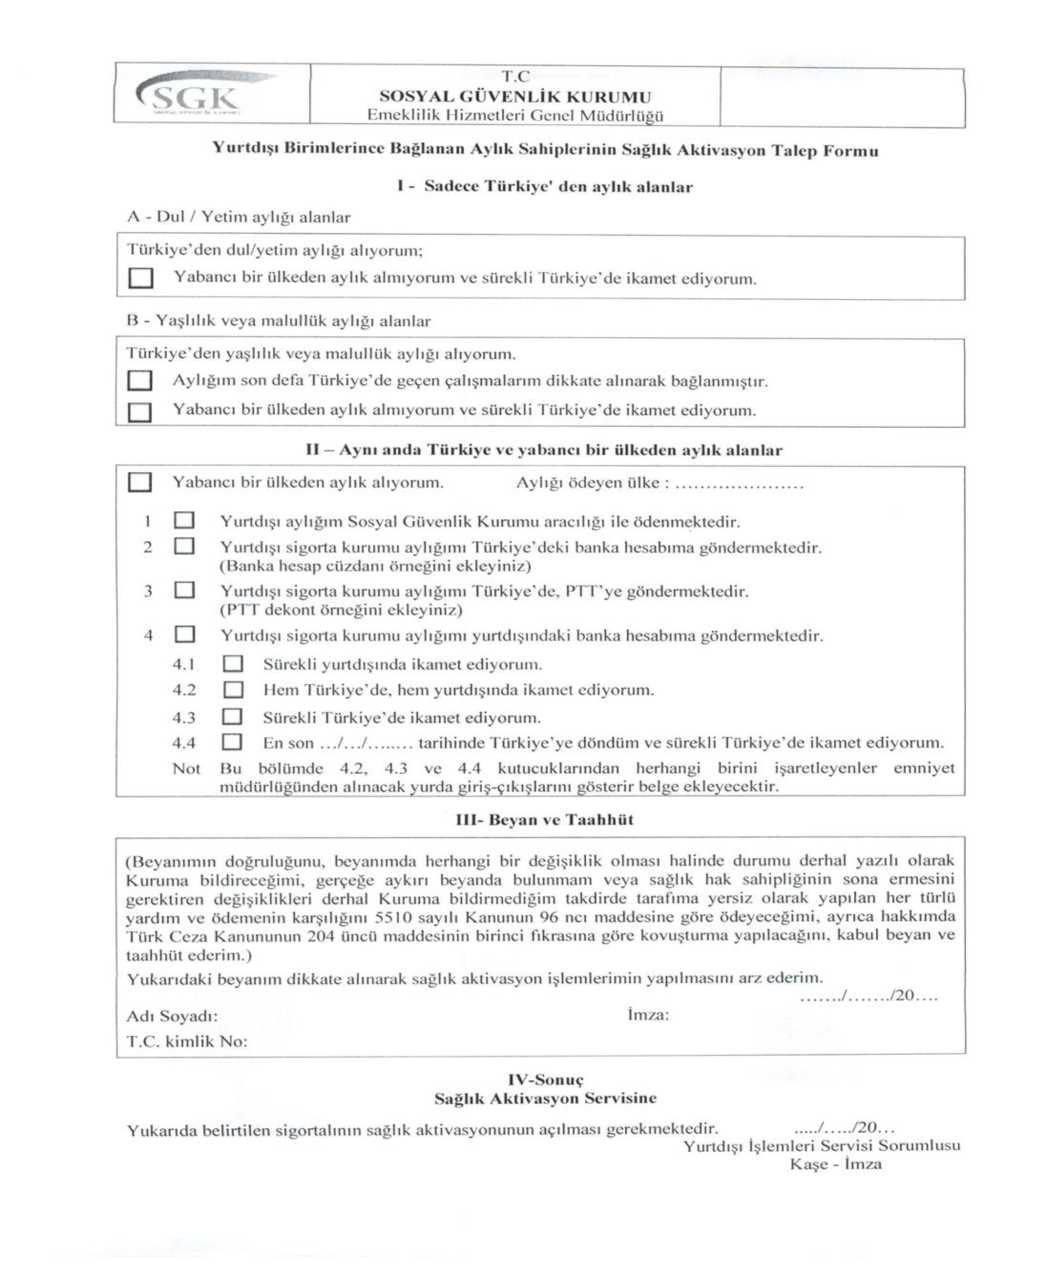 SGK
T.C
SOSYAL GÜVENLİK KURUMU
Emeklilik Hizmetleri Genel Müdürlüğü
Yurtdışı Birimlerince Bağlanan Aylık Sahiplerinin Sağlık Aktivasyon Talep Formu
I - Sadece Türkiye' den aylık alanlar
A - Dul / Yetim aylığı alanlar
Türkiye'den dul/yetim aylığı alıyorum;
Yabancı bir ülkeden aylık almıyorum ve sürekli Türkiye'de ikamet ediyorum.
B - Yaşlılık veya malullük aylığı alanlar
Türkiye'den yaşlılık veya malullük aylığı alıyorum.
Aylığım son defa Türkiye'de geçen çalışmalarım dikkate alınarak bağlanmıştır.
Yabancı bir ülkeden aylık almıyorum ve sürekli Türkiye'de ikamet ediyorum.
II – Aynı anda Türkiye ve yabancı bir ülkeden aylık alanlar
Yabancı bir ülkeden aylık alıyorum. Aylığı ödeyen ülke : .....................
1 Yurtdışı aylığım Sosyal Güvenlik Kurumu aracılığı ile ödenmektedir.
2 Yurtdışı sigorta kurumu aylığımı Türkiye'deki banka hesabıma göndermektedir.
(Banka hesap cüzdanı örneğini ekleyiniz)
3 Yurtdışı sigorta kurumu aylığımı Türkiye'de, PTT'ye göndermektedir.
(PTT dekont örneğini ekleyiniz)
4 Yurtdışı sigorta kurumu aylığımı yurtdışındaki banka hesabıma göndermektedir.
4.1 Sürekli yurtdışında ikamet ediyorum.
4.2 Hem Türkiye'de, hem yurtdışında ikamet ediyorum.
4.3 Sürekli Türkiye'de ikamet ediyorum.
4.4 En son .../.../........ tarihinde Türkiye'ye döndüm ve sürekli Türkiye'de ikamet ediyorum.
Not Bu bölümde 4.2, 4.3 ve 4.4 kutucuklarından herhangi birini işaretleyenler emniyet
müdürlüğünden alınacak yurda giriş-çıkışlarını gösterir belge ekleyecektir.
III- Beyan ve Taahhüt
(Beyanımın doğruluğunu, beyanımda herhangi bir değişiklik olması halinde durumu derhal yazılı olarak
Kuruma bildireceğimi, gerçeğe aykırı beyanda bulunmam veya sağlık hak sahipliğinin sona ermesini
gerektiren değişiklikleri derhal Kuruma bildirmediğim takdirde tarafıma yersiz olarak yapılan her türlü
yardım ve ödemenin karşılığını 5510 sayılı Kanunun 96 ncı maddesine göre ödeyeceğimi, ayrıca hakkımda
Türk Ceza Kanununun 204 üncü maddesinin birinci fıkrasına göre kovuşturma yapılacağını, kabul beyan ve
taahhüt ederim.)
Yukarıdaki beyanım dikkate alınarak sağlık aktivasyon işlemlerimin yapılmasını arz ederim.
......./......./20....
Adı Soyadı: İmza:
T.C. kimlik No:
IV-Sonuç
Sağlık Aktivasyon Servisine
Yukarıda belirtilen sigortalının sağlık aktivasyonunun açılması gerekmektedir. ...../...../20...
Yurtdışı İşlemleri Servisi Sorumlusu
Kaşe - İmza